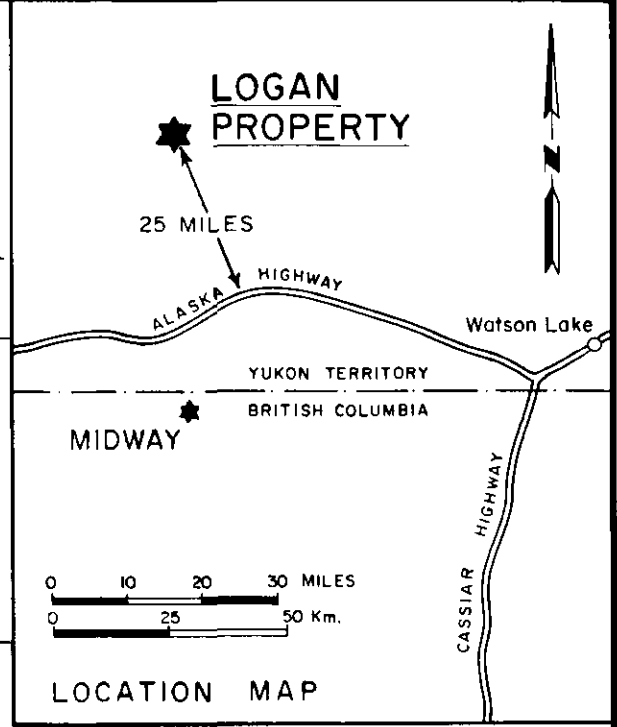 LOGAN
PROPERTY
N
25 MILES
ALASKA HIGHWAY
Watson Lake
YUKON TERRITORY
BRITISH COLUMBIA
MIDWAY
CASSIAR HIGHWAY
0 10 20 30 MILES
0 25 50 Km.
LOCATION MAP